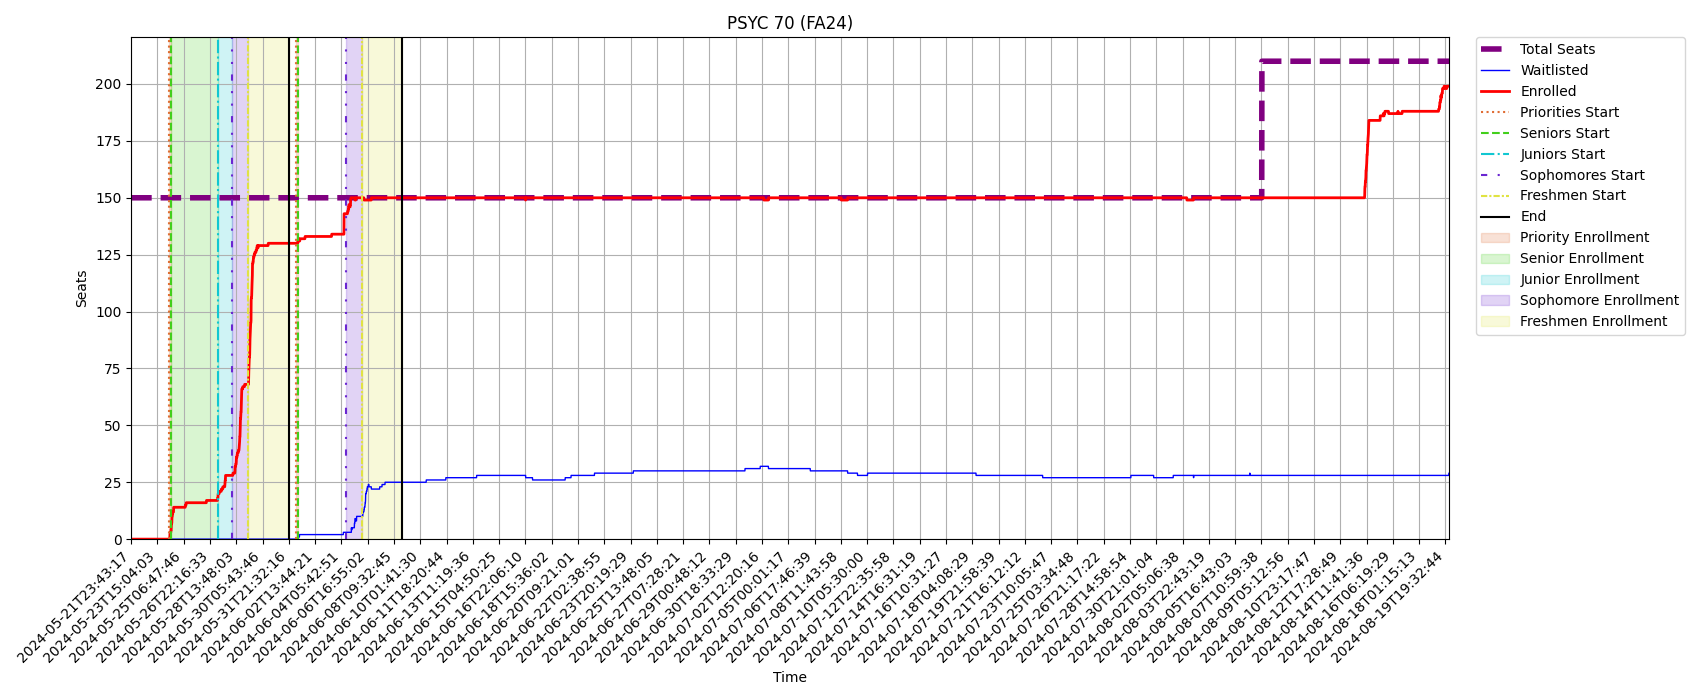 PSYC 70 (FA24)
Seats
200
175
150
125
100
75
50
25
0
2024-05-21T23:43:17
2024-05-23T15:04:03
2024-05-25T06:47:46
2024-05-26T22:16:33
2024-05-28T13:48:03
2024-05-30T05:43:46
2024-05-31T21:32:16
2024-06-02T13:44:21
2024-06-04T05:42:51
2024-06-06T16:55:02
2024-06-08T09:32:45
2024-06-10T01:41:30
2024-06-11T18:20:44
2024-06-13T11:19:36
2024-06-15T04:50:25
2024-06-16T22:06:10
2024-06-18T15:36:02
2024-06-20T09:21:01
2024-06-22T02:38:55
2024-06-23T20:19:29
2024-06-25T13:48:05
2024-06-27T07:28:21
2024-06-29T00:48:12
2024-06-30T18:33:29
2024-07-02T12:20:16
2024-07-05T00:01:17
2024-07-06T17:46:39
2024-07-08T11:43:58
2024-07-10T05:30:00
2024-07-12T22:35:58
2024-07-14T16:31:19
2024-07-16T10:31:27
2024-07-18T04:08:29
2024-07-19T21:58:39
2024-07-21T16:12:12
2024-07-23T10:05:47
2024-07-25T03:34:48
2024-07-26T21:17:22
2024-07-28T14:58:54
2024-07-30T21:01:04
2024-08-02T05:06:38
2024-08-03T22:43:19
2024-08-05T16:43:03
2024-08-07T10:59:38
2024-08-09T05:12:56
2024-08-10T23:17:47
2024-08-12T17:28:49
2024-08-14T11:41:36
2024-08-16T06:19:29
2024-08-18T01:15:13
2024-08-19T19:32:44
Time
Total Seats
Waitlisted
Enrolled
Priorities Start
Seniors Start
Juniors Start
Sophomores Start
Freshmen Start
End
Priority Enrollment
Senior Enrollment
Junior Enrollment
Sophomore Enrollment
Freshmen Enrollment